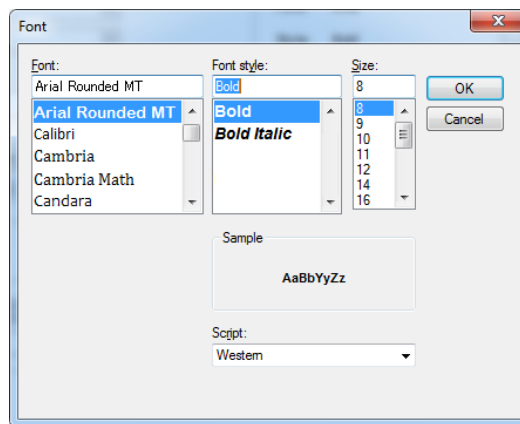 Font
Font:
Arial Rounded MT
Arial Rounded MT
Calibri
Cambria
Cambria Math
Candara
Font style:
Bold
Bold
Bold Italic
Size:
8
8
9
10
11
12
14
16
OK
Cancel
Sample
AaBbYyZz
Script:
Western